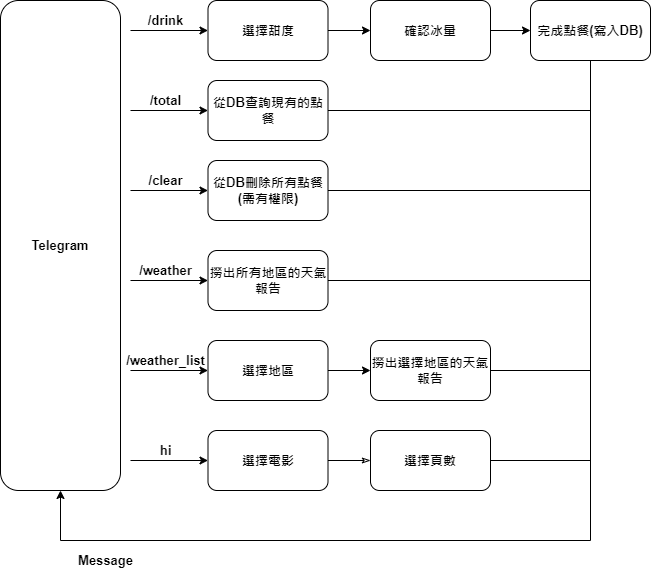 /drink
選擇甜度
確認冰量
完成點餐(寫入DB)
/total
從DB查詢現有的點
餐
/clear
從DB刪除所有點餐
(需有權限)
Telegram
/weather
撈出所有地區的天氣
報告
/weather_list
選擇地區
撈出選擇地區的天氣
報告
hi
選擇電影
選擇頁數
Message